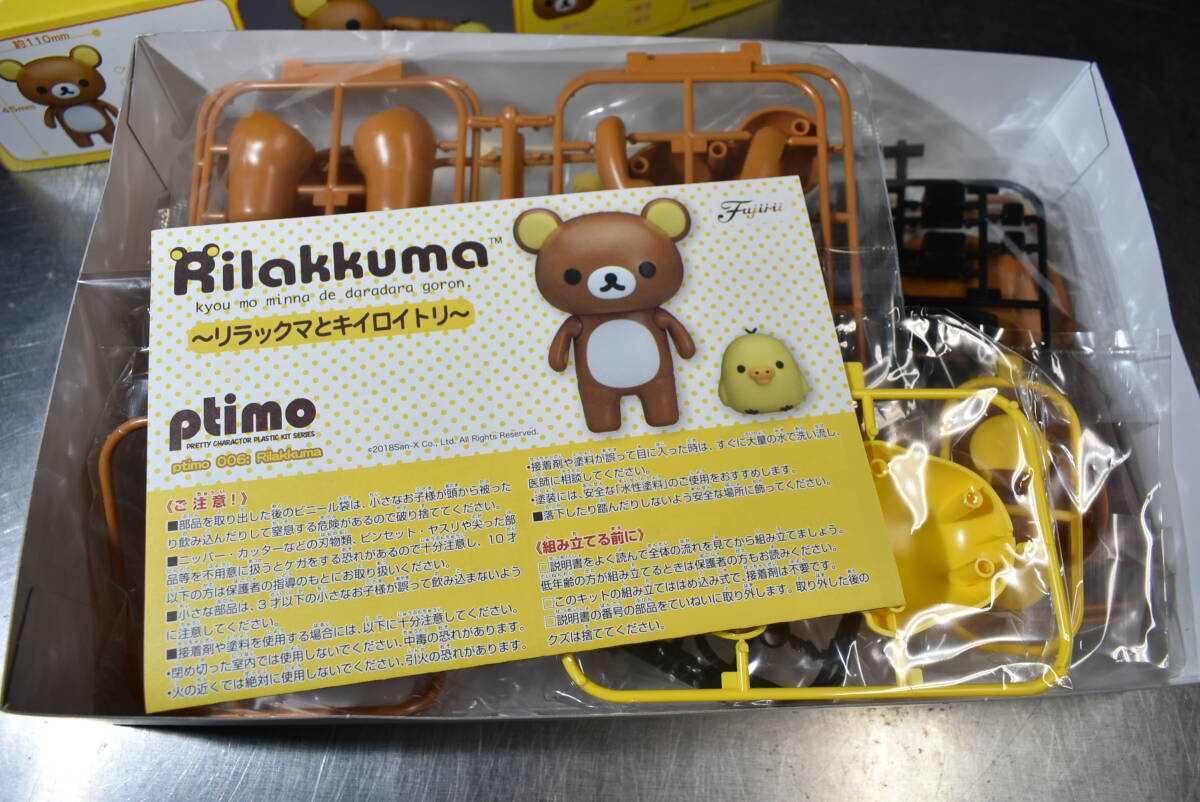 約110mm
45mm
Rilakkuma™
kyou mo minna de daradara goron.
～リラックマとキイロイトリ～
ptimo
PRETTY CHARACTOR PLASTIC KIT SERIES
ptimo 006: Rilakkuma
Fujimi
©2018San-X Co., Ltd. All Rights Reserved.
《ご注意！》
■部品を取り出した後のビニール袋は、小さなお子様が頭から被った
り飲み込んだりして窒息する危険があるので破り捨ててください。
■ニッパー・カッターなどの刃物類、ピンセット・ヤスリや尖った部
品等を不用意に扱うとケガをする恐れがあるので十分注意し、10才
以下の方は保護者の指導のもとにお取り扱いください。
■小さな部品は、3才以下の小さなお子様が誤って飲み込まないよう
に注意してください。
■接着剤や塗料を使用する場合には、以下に十分注意してください。
・閉め切った室内では使用しないでください、中毒の恐れがあります。
・火の近くでは絶対に使用しないでください、引火の恐れがあります。
・接着剤や塗料が誤って目に入った時は、すぐに大量の水で洗い流し、
医師に相談してください。
・塗装には、安全な「水性塗料」のご使用をおすすめします。
■落下したり踏んだりしないよう安全な場所に飾ってください。
《組み立てる前に》
□説明書をよく読んで全体の流れを見てから組み立てましょう。
低年齢の方が組み立てるときは保護者の方もお読みください。
□このキットの組み立てははめ込み式で、接着剤は不要です。
□説明書の番号の部品をていねいに取り外します。取り外した後の
クズは捨ててください。